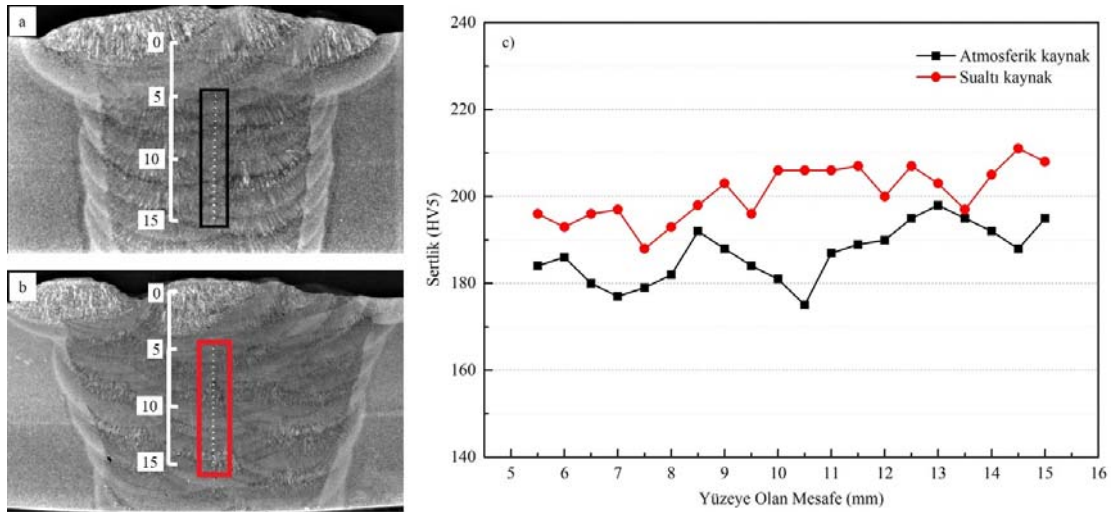 a
0
5
10
15
b
0
5
10
15
c)
Atmosferik kaynak
Sualtı kaynak
Sertlik (HV5)
240
220
200
180
160
140
5 6 7 8 9 10 11 12 13 14 15 16
Yüzeye Olan Mesafe (mm)